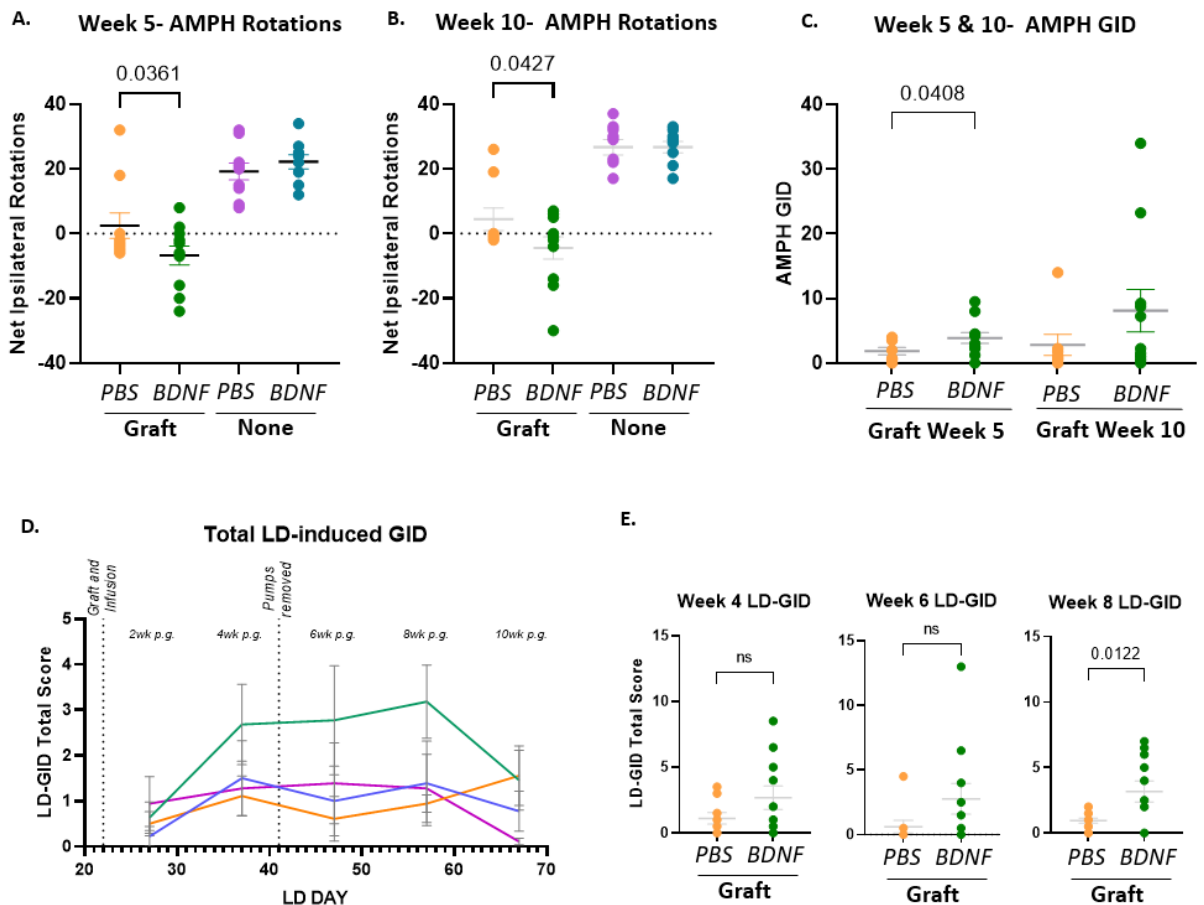 A.
Week 5- AMPH Rotations
0.0361
Net Ipsilateral Rotations
40
20
0
-20
-40
PBS BDNF PBS BDNF
Graft None
B.
Week 10- AMPH Rotations
0.0427
Net Ipsilateral Rotations
40
20
0
-20
-40
PBS BDNF PBS BDNF
Graft None
C.
Week 5 & 10- AMPH GID
0.0408
AMPH GID
40
30
20
10
0
PBS BDNF PBS BDNF
Graft Week 5 Graft Week 10
D.
Total LD-induced GID
Graft and
Infusion
Pumps
removed
2wk p.g. 4wk p.g. 6wk p.g. 8wk p.g. 10wk p.g.
LD-GID Total Score
5
4
3
2
1
0
20 30 40 50 60 70
LD DAY
E.
Week 4 LD-GID
ns
LD-GID Total Score
15
10
5
0
PBS BDNF
Graft
Week 6 LD-GID
ns
15
10
5
0
PBS BDNF
Graft
Week 8 LD-GID
0.0122
15
10
5
0
PBS BDNF
Graft